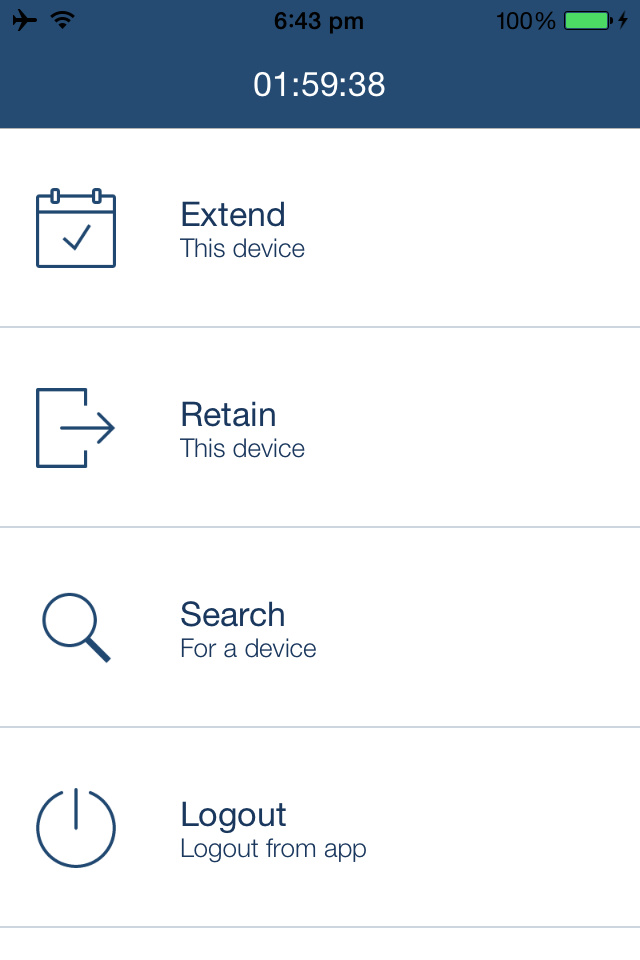 6:43 pm 100%
01:59:38
Extend
This device
Retain
This device
Search
For a device
Logout
Logout from app